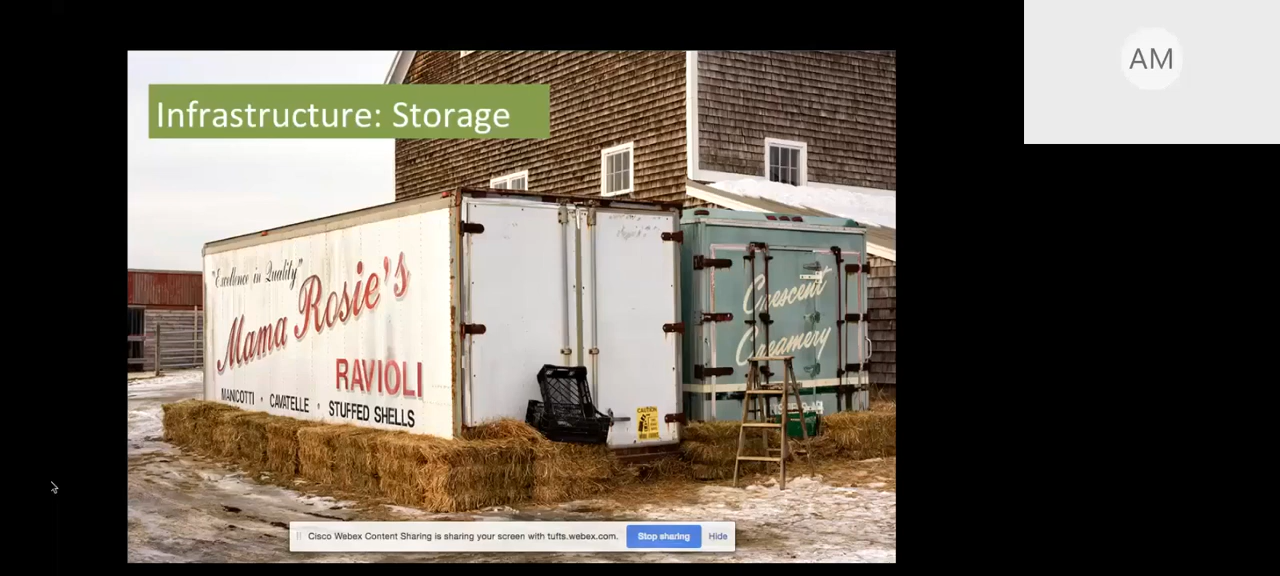 AM
Infrastructure: Storage
"Excellence in Quality"
Mama Rosie's
RAVIOLI
MANICOTTI · CAVATELLE · STUFFED SHELLS
CAUTION
Crescent
Creamery
Cisco Webex Content Sharing is sharing your screen with tufts.webex.com.
Stop sharing
Hide